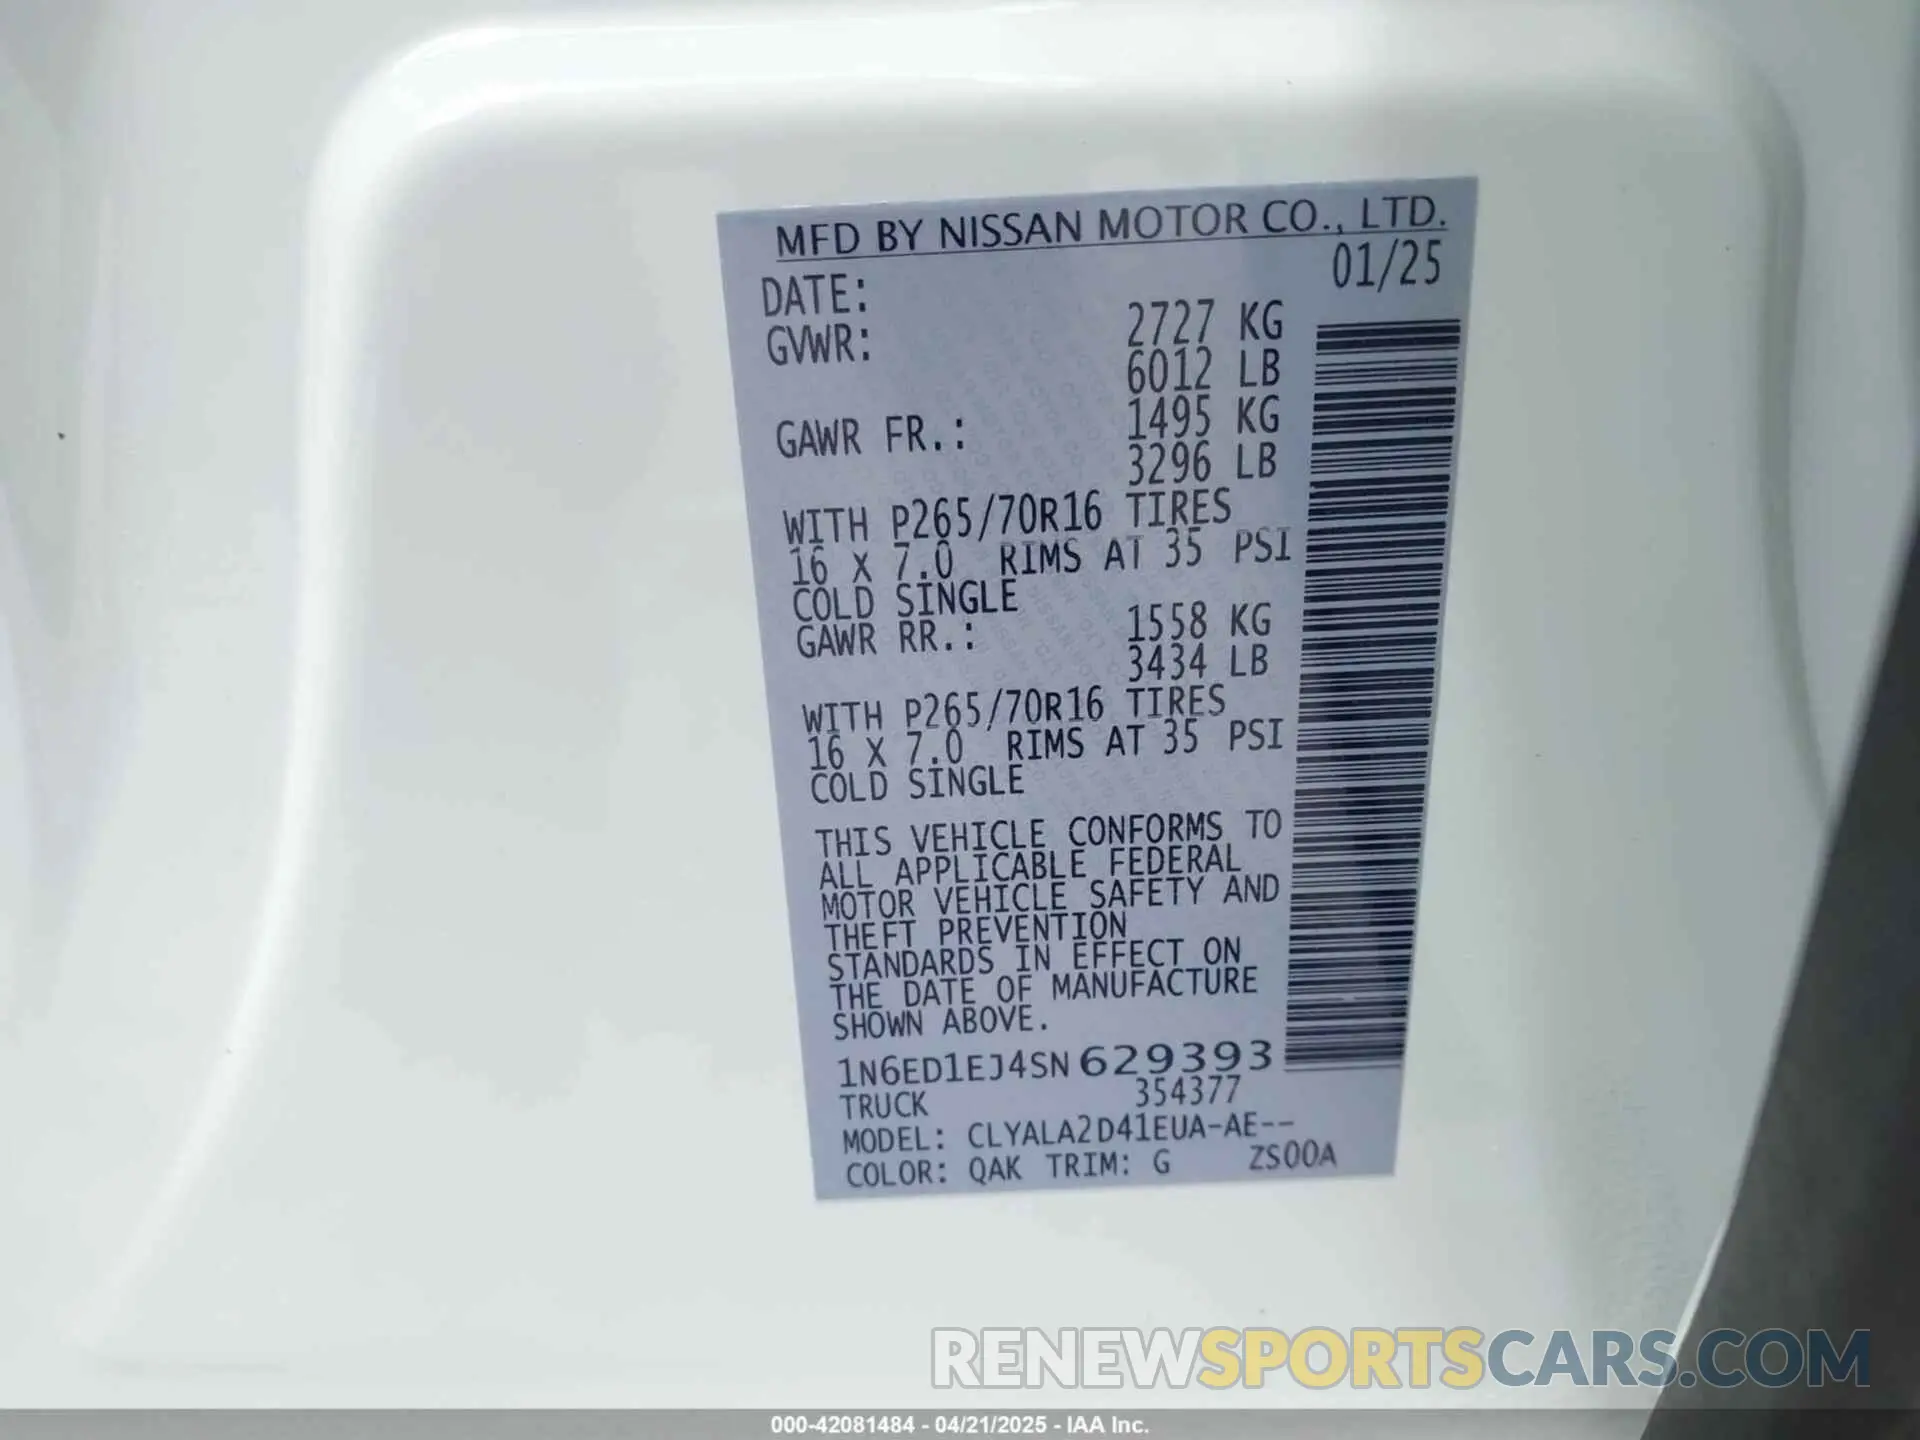 MFD BY NISSAN MOTOR CO., LTD.
DATE: 01/25
GVWR: 2727 KG
6012 LB
GAWR FR.: 1495 KG
3296 LB
WITH P265/70R16 TIRES
16 X 7.0 RIMS AT 35 PSI
COLD SINGLE
GAWR RR.: 1558 KG
3434 LB
WITH P265/70R16 TIRES
16 X 7.0 RIMS AT 35 PSI
COLD SINGLE
THIS VEHICLE CONFORMS TO
ALL APPLICABLE FEDERAL
MOTOR VEHICLE SAFETY AND
THEFT PREVENTION
STANDARDS IN EFFECT ON
THE DATE OF MANUFACTURE
SHOWN ABOVE.
1N6ED1EJ4SN629393
TRUCK 354377
MODEL: CLYALA2D41EUA-AE--
COLOR: QAK TRIM: G ZS00A
RENEWSPORTSCARS.COM
000-42081484 - 04/21/2025 - IAA Inc.